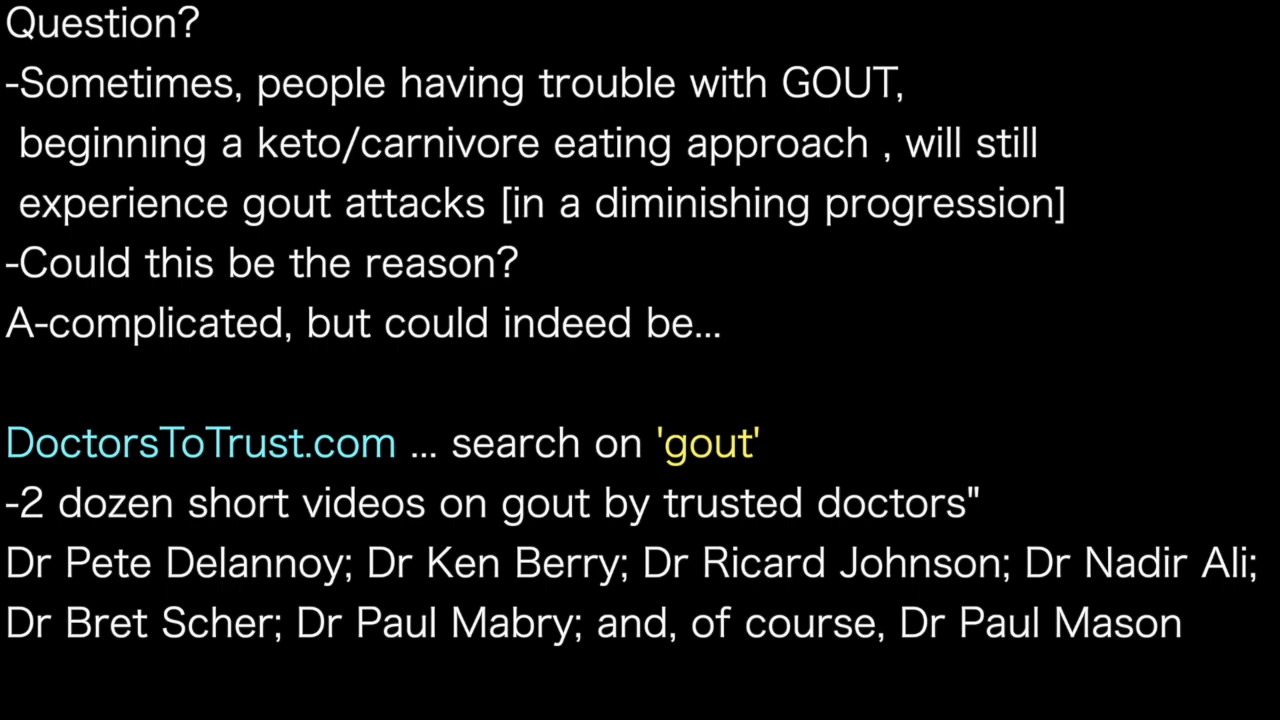 Question?
-Sometimes, people having trouble with GOUT,
beginning a keto/carnivore eating approach , will still
experience gout attacks [in a diminishing progression]
-Could this be the reason?
A-complicated, but could indeed be...
DoctorsToTrust.com ... search on 'gout'
-2 dozen short videos on gout by trusted doctors"
Dr Pete Delannoy; Dr Ken Berry; Dr Ricard Johnson; Dr Nadir Ali;
Dr Bret Scher; Dr Paul Mabry; and, of course, Dr Paul Mason